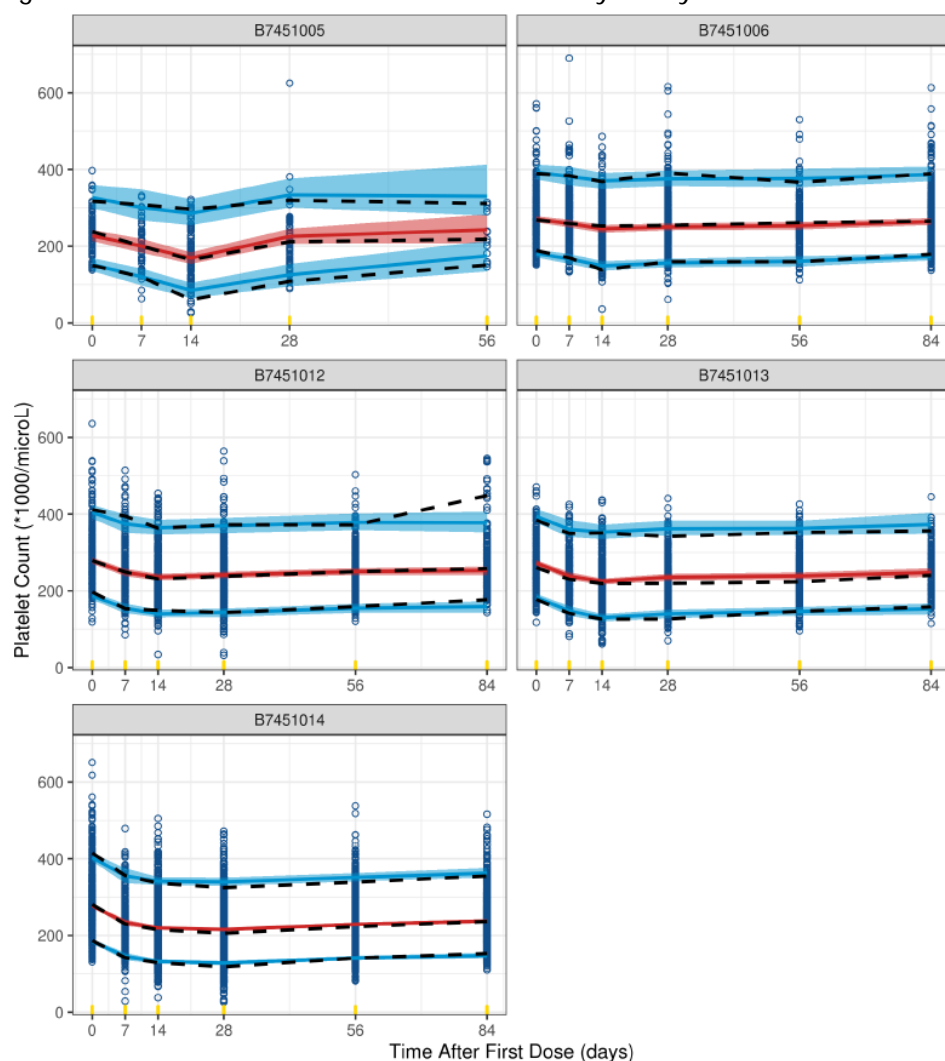 B7451005 B7451006
600
400
200
0
0 7 14 28 56 0 7 14 28 56 84
B7451012 B7451013
600
400
200
0
0 7 14 28 56 84 0 7 14 28 56 84
Platelet Count (*1000/microL)
B7451014
600
400
200
0
0 7 14 28 56 84
Time After First Dose (days)